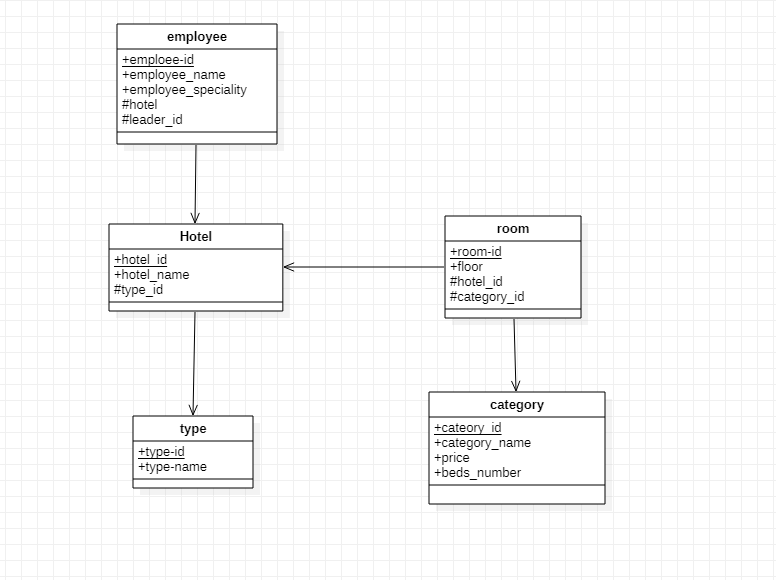 employee
+emploee-id
+employee_name
+employee_speciality
#hotel
#leader_id
Hotel
+hotel_id
+hotel_name
#type_id
room
+room-id
+floor
#hotel_id
#category_id
type
+type-id
+type-name
category
+cateory_id
+category_name
+price
+beds_number